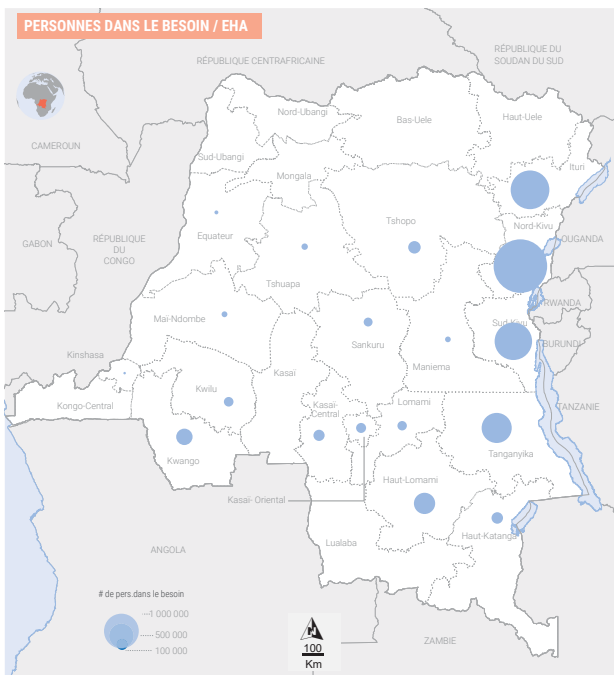 PERSONNES DANS LE BESOIN / EHA
RÉPUBLIQUE DU
SOUDAN DU SUD
RÉPUBLIQUE CENTRAFRICAINE
Nord-Ubangi
Bas-Uele
Haut-Uele
CAMEROUN
Sud-Ubangi
Ituri
Mongala
Tshopo
Nord-Kivu
Equateur
GABON
RÉPUBLIQUE
DU
CONGO
OUGANDA
Tshuapa
RWANDA
Maï-Ndombe
Sud-Kivu
Sankuru
BURUNDI
Kinshasa
Kasaï
Maniema
Kwilu
Kongo-Central
Kasaï-
Central
Lomami
TANZANIE
Kwango
Tanganyika
Haut-Lomami
Kasaï- Oriental
Haut-Katanga
Lualaba
ANGOLA
# de pers.dans le besoin
1 000 000
500 000
100 000
N
100
Km
ZAMBIE